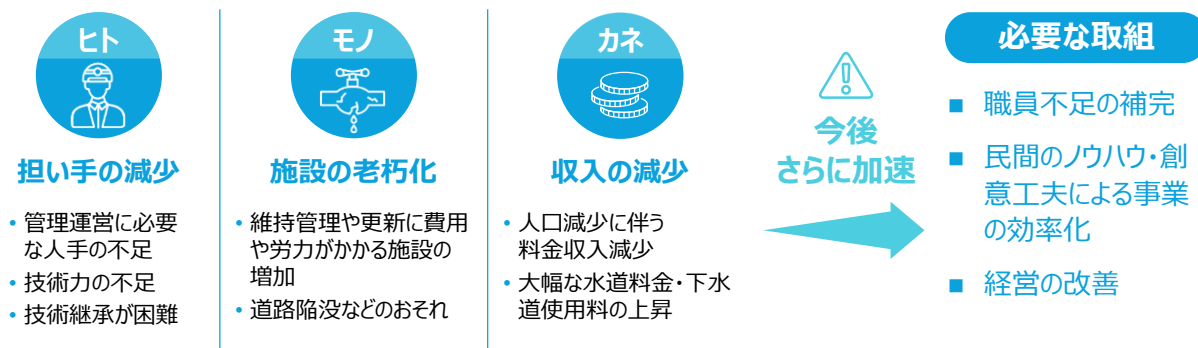 ヒト
担い手の減少
• 管理運営に必要
な人手の不足
• 技術力の不足
• 技術継承が困難
モノ
施設の老朽化
• 維持管理や更新に費用
や労力がかかる施設の
増加
• 道路陥没などのおそれ
カネ
収入の減少
• 人口減少に伴う
料金収入減少
• 大幅な水道料金・下水
道使用料の上昇
今後
さらに加速
必要な取組
■ 職員不足の補完
■ 民間のノウハウ・創
意工夫による事業
の効率化
■ 経営の改善